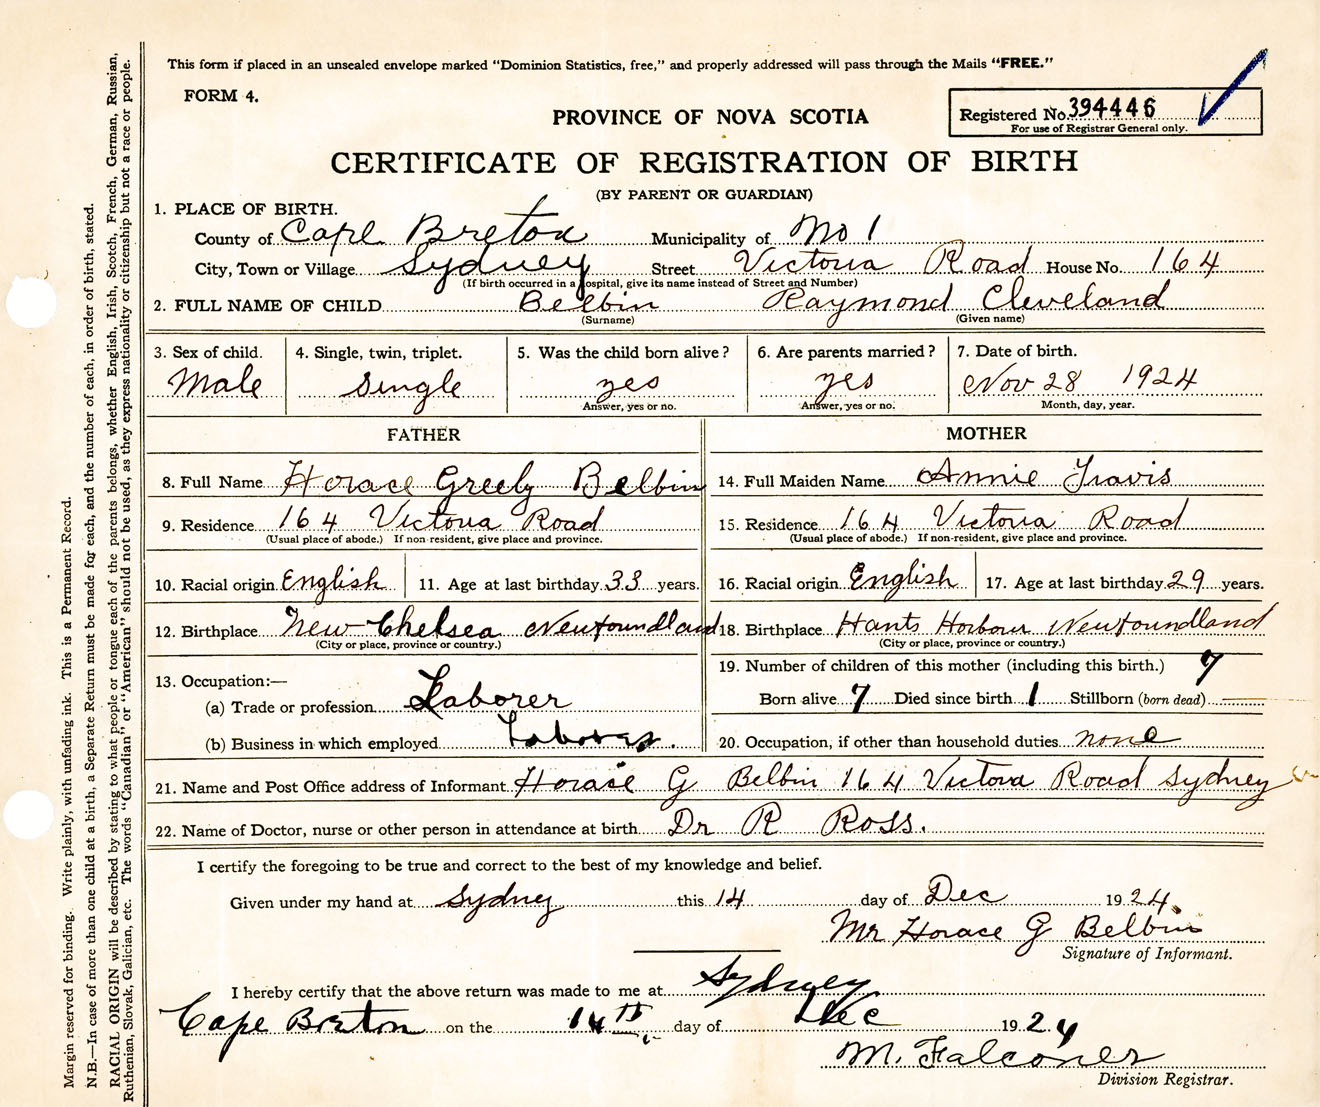 This form if placed in an unsealed envelope marked "Dominion Statistics, free," and properly addressed will pass through the Mails "FREE."
FORM 4.
PROVINCE OF NOVA SCOTIA
Registered No. 394446
For use of Registrar General only.
CERTIFICATE OF REGISTRATION OF BIRTH
(BY PARENT OR GUARDIAN)
1. PLACE OF BIRTH.
County of Cape Breton Municipality of No 1
City, Town or Village Sydney Street Victoria Road House No. 164
(If birth occurred in a hospital, give its name instead of Street and Number)
2. FULL NAME OF CHILD Belbin Raymond Cleveland
(Surname) (Given name)
3. Sex of child. 4. Single, twin, triplet. 5. Was the child born alive? 6. Are parents married? 7. Date of birth.
Male Single yes yes Nov 28 1924
Answer, yes or no. Answer, yes or no. Month, day, year.
FATHER MOTHER
8. Full Name Horace Greely Belbin 14. Full Maiden Name Annie Travis
9. Residence 164 Victoria Road 15. Residence 164 Victoria Road
(Usual place of abode.) If non-resident, give place and province. (Usual place of abode.) If non-resident, give place and province.
10. Racial origin English 11. Age at last birthday 33 years. 16. Racial origin English 17. Age at last birthday 29 years.
12. Birthplace New Chelsea Newfoundland 18. Birthplace Hants Horbour Newfoundland
(City or place, province or country.) (City or place, province or country.)
13. Occupation:—
(a) Trade or profession Laborer
(b) Business in which employed Laborer.
19. Number of children of this mother (including this birth.) 7
Born alive 7 Died since birth 1 Stillborn (born dead)
20. Occupation, if other than household duties none
21. Name and Post Office address of Informant Horace G Belbin 164 Victoria Road Sydney
22. Name of Doctor, nurse or other person in attendance at birth Dr R Ross.
I certify the foregoing to be true and correct to the best of my knowledge and belief.
Given under my hand at Sydney this 14 day of Dec 1924.
Mr Horace G Belbin
Signature of Informant.
I hereby certify that the above return was made to me at Sydney
Cape Breton on the 14th day of Dec 1924
M. Falconer
Division Registrar.
Margin reserved for binding. Write plainly, with unfading ink. This is a Permanent Record.
N.B.—In case of more than one child at a birth, a Separate Return must be made for each, and the number of each, in order of birth, stated.
RACIAL ORIGIN will be described by stating to what people or tongue each of the parents belongs, whether English, Irish, Scotch, French, German, Russian,
Ruthenian, Slovak, Galician, etc. The words "Canadian" or "American" should not be used, as they express nationality or citizenship but not a race or people.